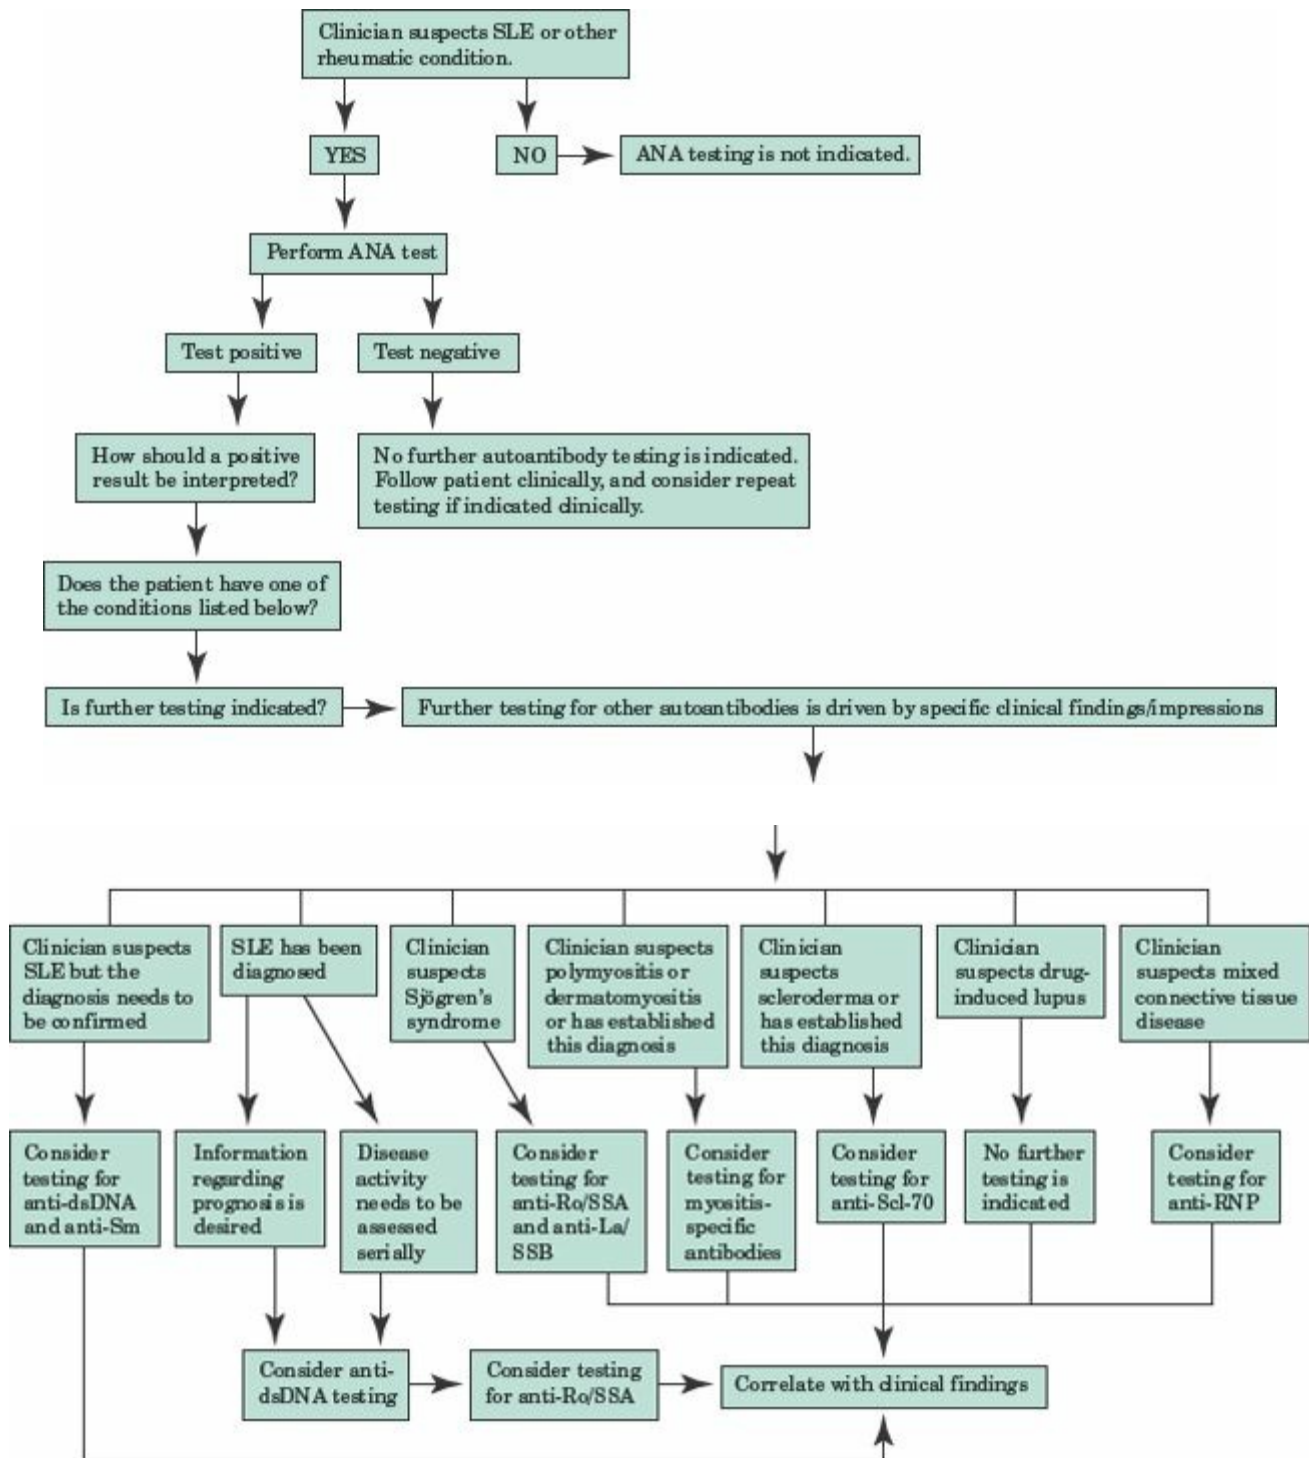 Clinician suspects SLE or other
rheumatic condition.
YES
NO
ANA testing is not indicated.
Perform ANA test
Test positive
Test negative
How should a positive
result be interpreted?
No further autoantibody testing is indicated.
Follow patient clinically, and consider repeat
testing if indicated clinically.
Does the patient have one of
the conditions listed below?
Is further testing indicated?
Further testing for other autoantibodies is driven by specific clinical findings/impressions
Clinician suspects
SLE but the
diagnosis needs to
be confirmed
SLE has been
diagnosed
Clinician
suspects
Sjögren's
syndrome
Clinician suspects
polymyositis or
dermatomyositis
or has established
this diagnosis
Clinician
suspects
scleroderma or
has established
this diagnosis
Clinician
suspects drug-
induced lupus
Clinician
suspects mixed
connective tissue
disease
Consider
testing for
anti-dsDNA
and anti-Sm
Information
regarding
prognosis is
desired
Disease
activity
needs to be
assessed
serially
Consider
testing for
anti-Ro/SSA
and anti-La/
SSB
Consider
testing for
myositis-
specific
antibodies
Consider
testing for
anti-Scl-70
No further
testing is
indicated
Consider
testing for
anti-RNP
Consider anti-
dsDNA testing
Consider testing
for anti-Ro/SSA
Correlate with clinical findings